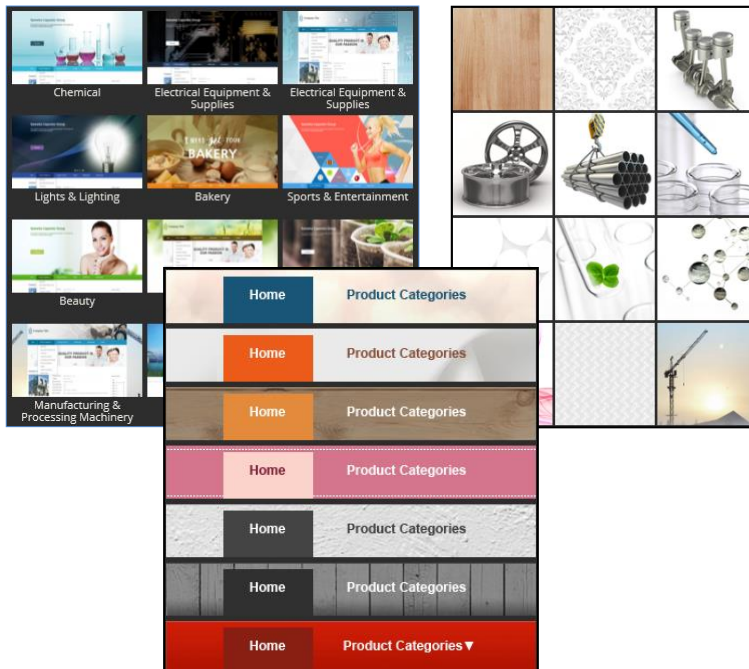 Chemical
Electrical Equipment &
Supplies
Electrical Equipment &
Supplies
BAKERY
Lights & Lighting
Bakery
Sports & Entertainment
Beauty
Manufacturing &
Processing Machinery
Home Product Categories
Home Product Categories
Home Product Categories
Home Product Categories
Home Product Categories
Home Product Categories
Home Product Categories▼